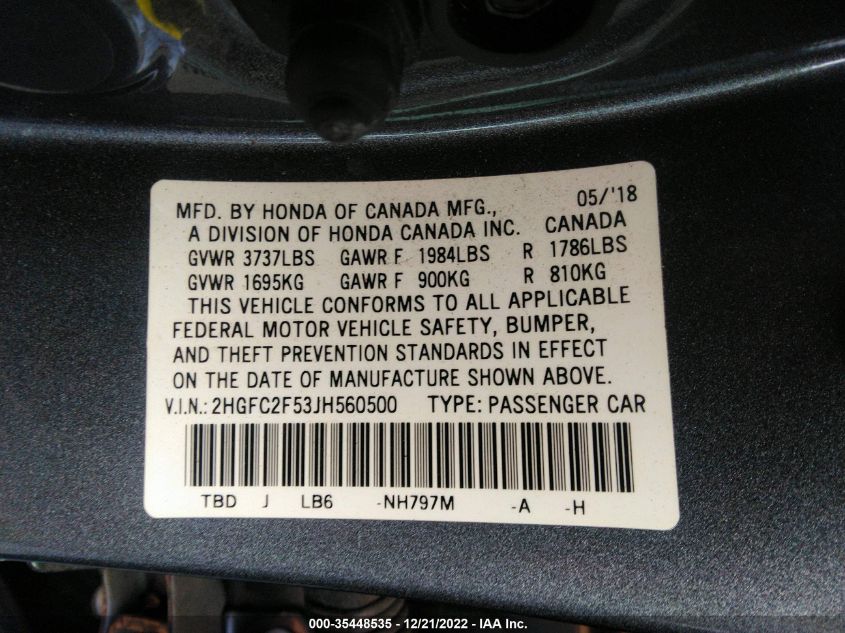 MFD. BY HONDA OF CANADA MFG., 05/'18
A DIVISION OF HONDA CANADA INC. CANADA
GVWR 3737LBS GAWR F 1984LBS R 1786LBS
GVWR 1695KG GAWR F 900KG R 810KG
THIS VEHICLE CONFORMS TO ALL APPLICABLE
FEDERAL MOTOR VEHICLE SAFETY, BUMPER,
AND THEFT PREVENTION STANDARDS IN EFFECT
ON THE DATE OF MANUFACTURE SHOWN ABOVE.
V.I.N.: 2HGFC2F53JH560500 TYPE: PASSENGER CAR
TBD J LB6 -NH797M -A -H
000-35448535 - 12/21/2022 - IAA Inc.